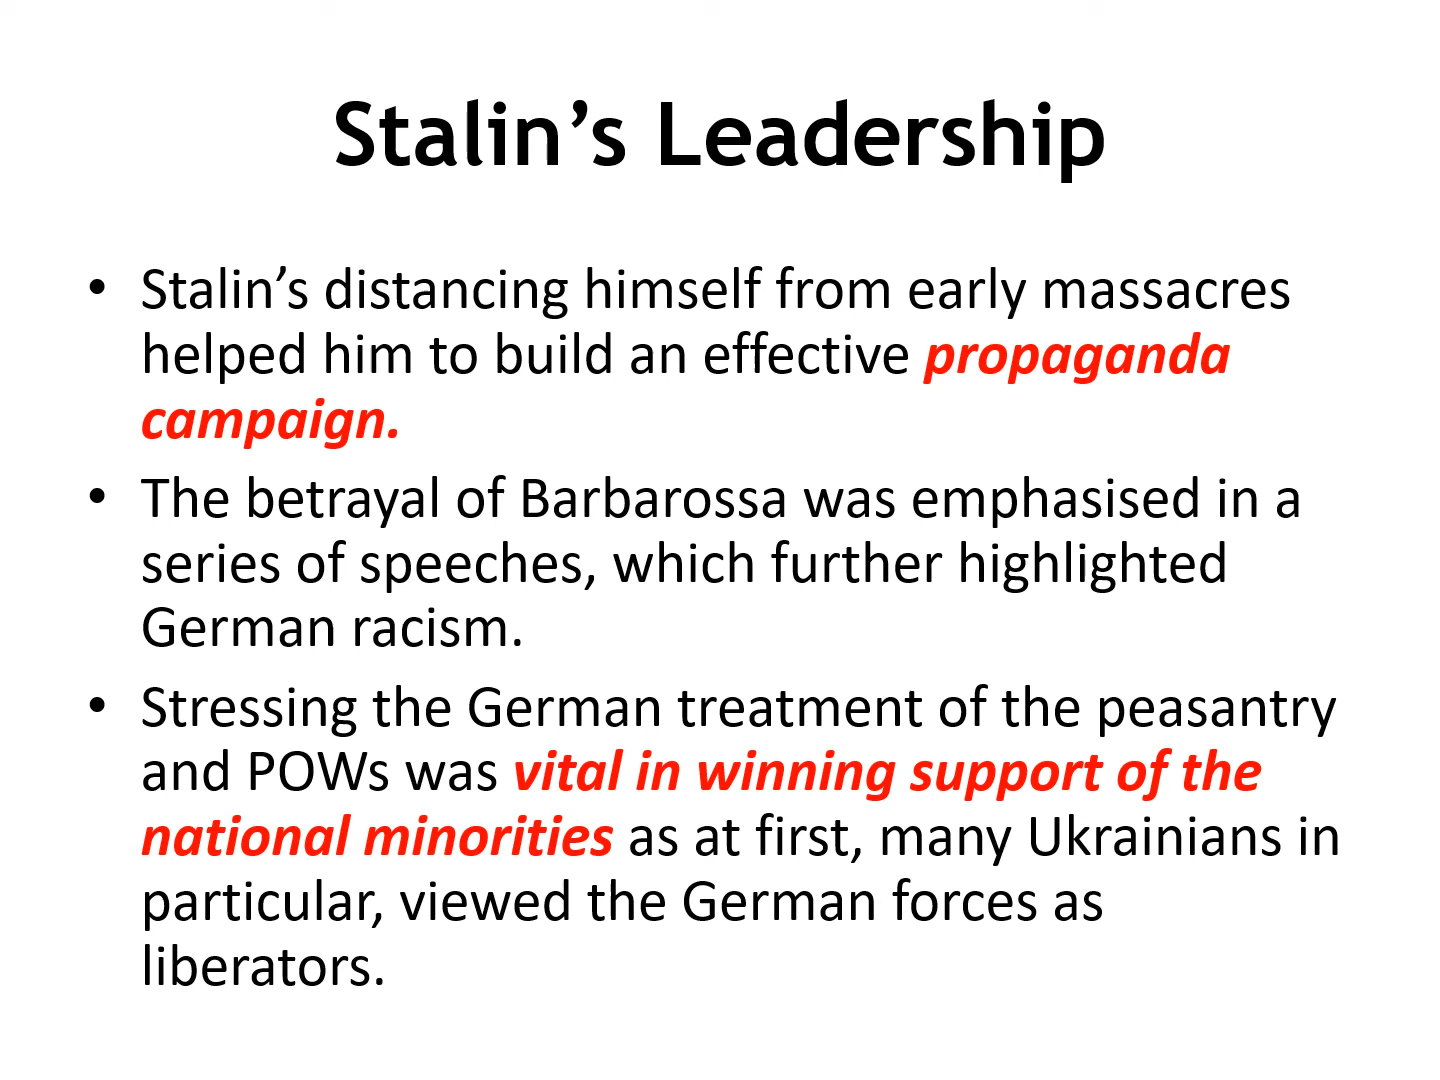 Stalin’s Leadership
• Stalin’s distancing himself from early massacres
helped him to build an effective propaganda
campaign.
• The betrayal of Barbarossa was emphasised in a
series of speeches, which further highlighted
German racism.
• Stressing the German treatment of the peasantry
and POWs was vital in winning support of the
national minorities as at first, many Ukrainians in
particular, viewed the German forces as
liberators.